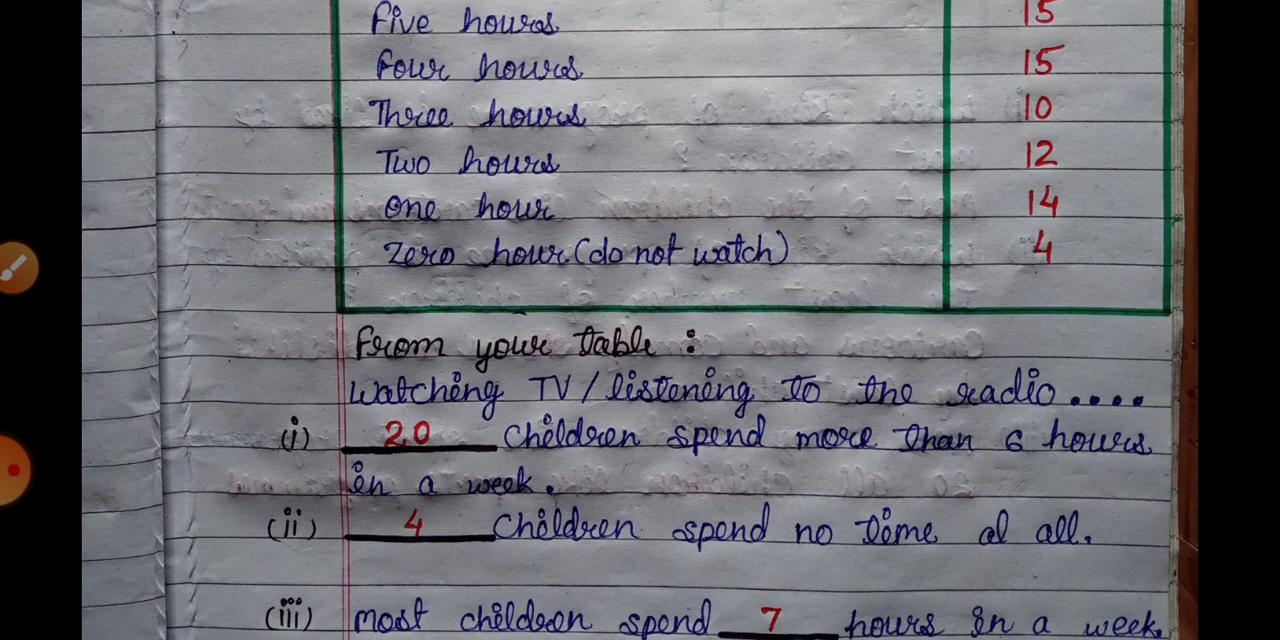 Five hours 15
Four hours 15
Three hours 10
Two hours 12
One hour 14
Zero hour (do not watch) 4
From your table :
Watching TV / listening to the radio ....
(i) 20 Children spend more than 6 hours
in a week.
(ii) 4 Children spend no time al all.
(iii) Most children spend 7 hours in a week.